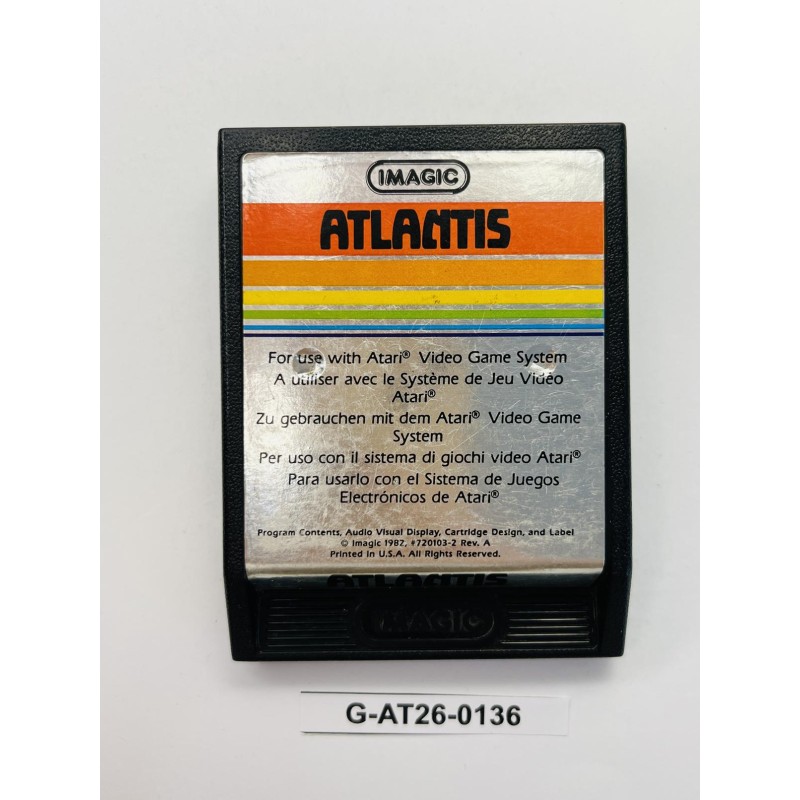 IMAGIC
ATLANTIS
For use with Atari® Video Game System
A utiliser avec le Système de Jeu Vidéo
Atari®
Zu gebrauchen mit dem Atari® Video Game
System
Per uso con il sistema di giochi video Atari®
Para usarlo con el Sistema de Juegos
Electrónicos de Atari®
Program Contents, Audio Visual Display, Cartridge Design, and Label
© Imagic 1982, #720103-2 Rev. A
Printed in U.S.A. All Rights Reserved.
ATLANTIS
IMAGIC
G-AT26-0136